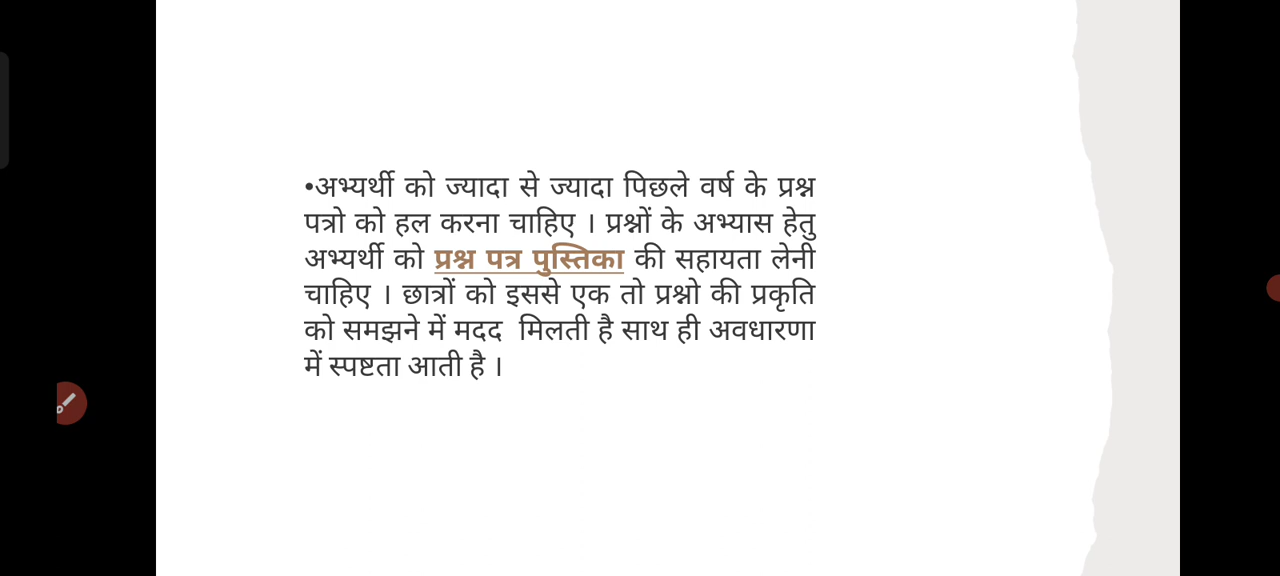 •अभ्यर्थी को ज्यादा से ज्यादा पिछले वर्ष के प्रश्न
पत्रो को हल करना चाहिए । प्रश्नों के अभ्यास हेतु
अभ्यर्थी को प्रश्न पत्र पुस्तिका की सहायता लेनी
चाहिए । छात्रों को इससे एक तो प्रश्नो की प्रकृति
को समझने में मदद  मिलती है साथ ही अवधारणा
में स्पष्टता आती है ।